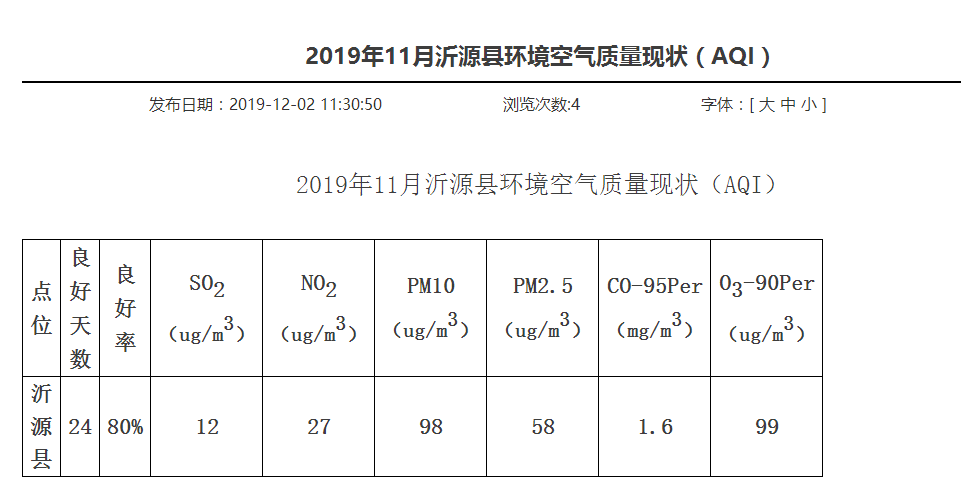 2019年11月沂源县环境空气质量现状（AQI）
发布日期：2019-12-02 11:30:50 浏览次数:4 字体：[ 大 中 小 ]
2019年11月沂源县环境空气质量现状（AQI）
点位 良好天数 良好率 SO2 （ug/m3） NO2 （ug/m3） PM10 （ug/m3） PM2.5 （ug/m3） CO-95Per （mg/m3） O3-90Per （ug/m3）
沂源县 24 80% 12 27 98 58 1.6 99